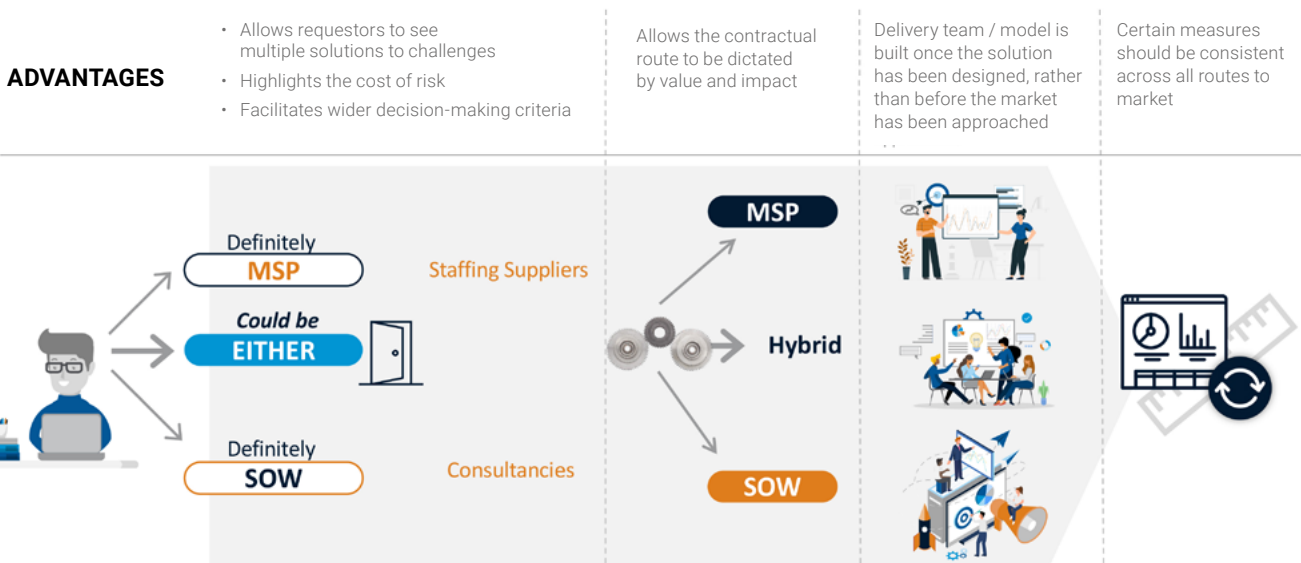 ADVANTAGES
• Allows requestors to see
multiple solutions to challenges
• Highlights the cost of risk
• Facilitates wider decision-making criteria
Allows the contractual
route to be dictated
by value and impact
Delivery team / model is
built once the solution
has been designed, rather
than before the market
has been approached
Certain measures
should be consistent
across all routes to
market
Definitely
MSP
Staffing Suppliers
Could be
EITHER
Definitely
SOW
Consultancies
MSP
Hybrid
SOW